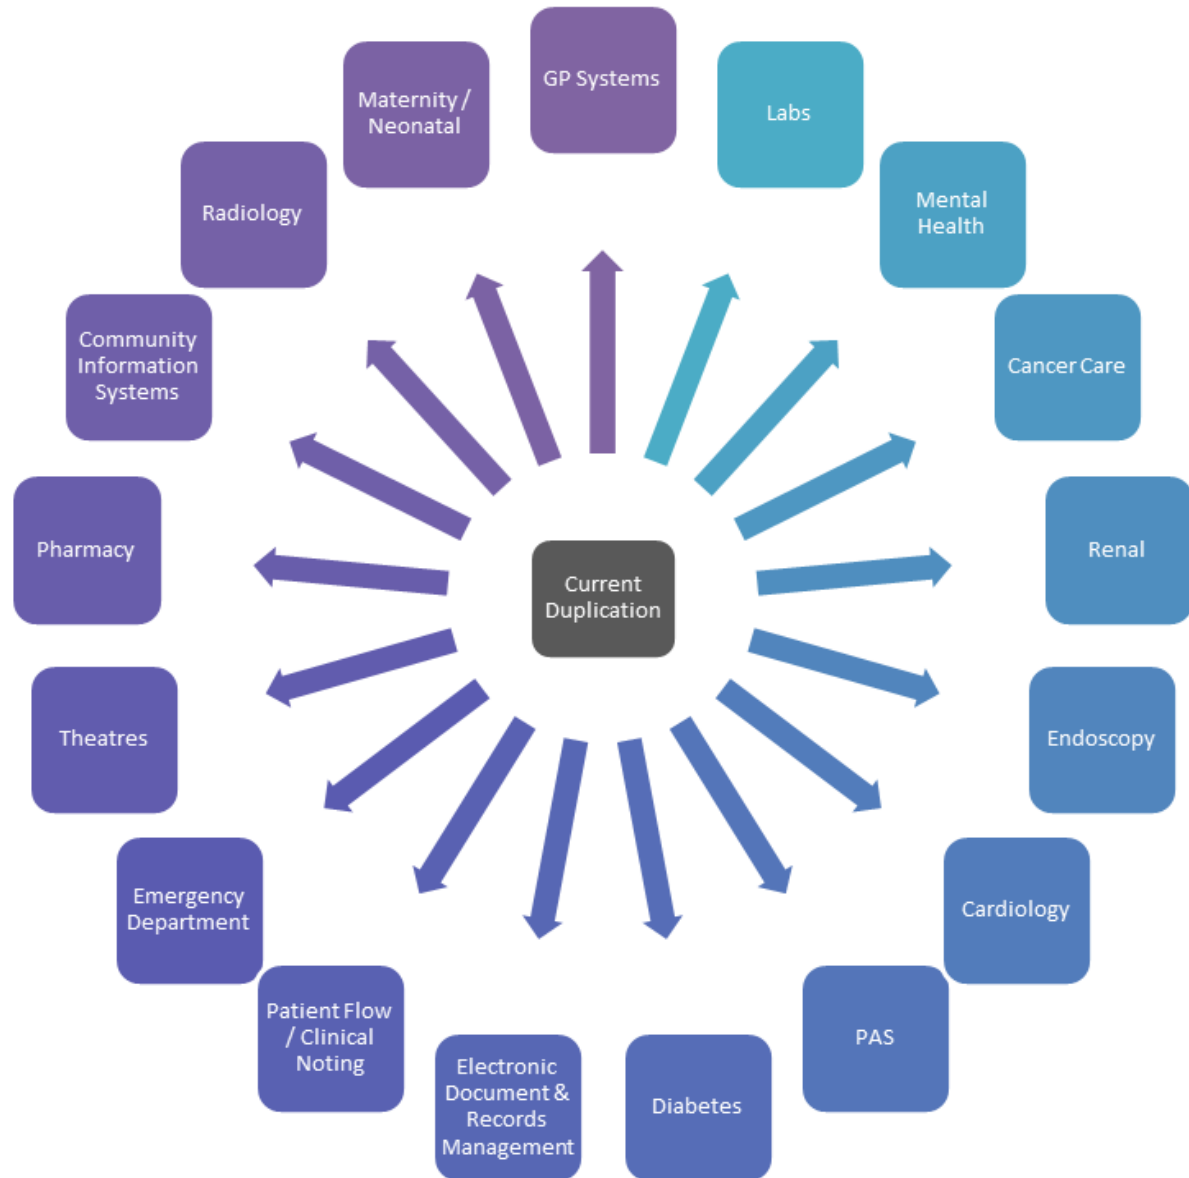 GP Systems
Labs
Mental
Health
Cancer Care
Renal
Endoscopy
Cardiology
PAS
Diabetes
Electronic
Document &
Records
Management
Patient Flow
/ Clinical
Noting
Emergency
Department
Theatres
Pharmacy
Community
Information
Systems
Radiology
Maternity /
Neonatal
Current
Duplication